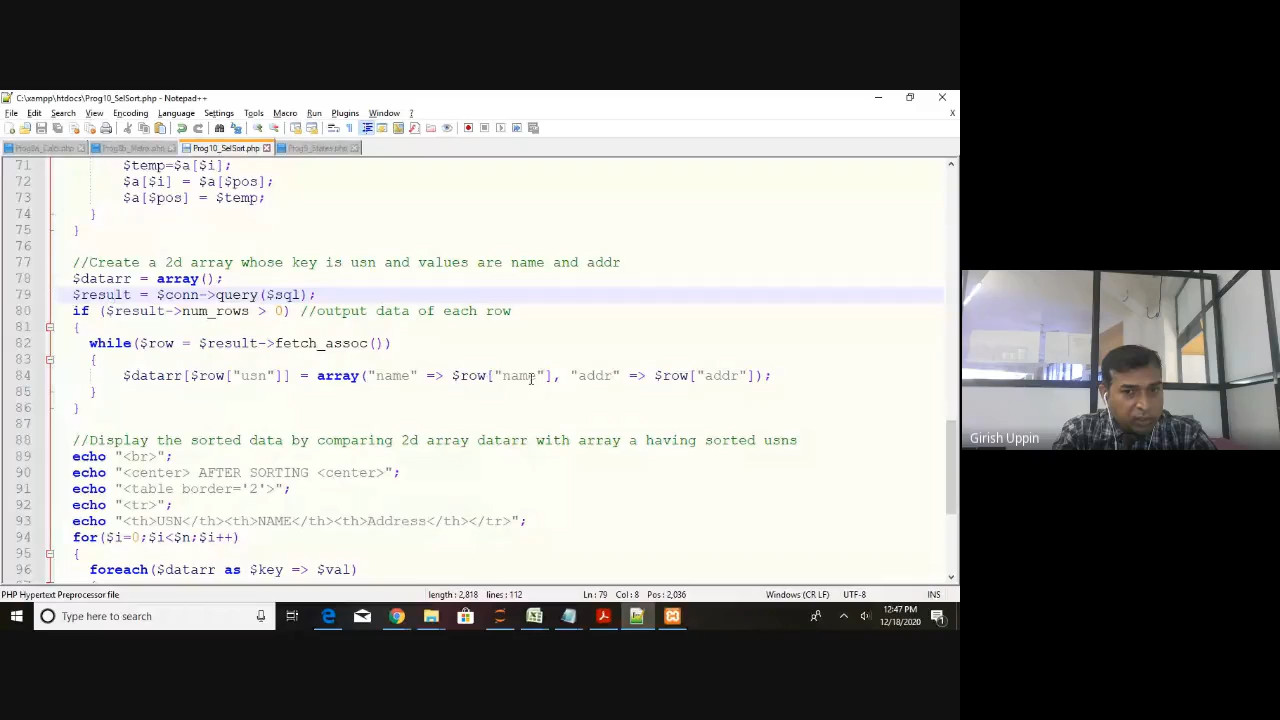 C:\xampp\htdocs\Prog10_SelSort.php - Notepad++
File Edit Search View Encoding Language Settings Tools Macro Run Plugins Window ?
Prog10_SelSort.php
71 $temp=$a[$i];
72 $a[$i] = $a[$pos];
73 $a[$pos] = $temp;
74 }
75 }
76
77 //Create a 2d array whose key is usn and values are name and addr
78 $datarr = array();
79 $result = $conn->query($sql);
80 if ($result->num_rows > 0) //output data of each row
81 {
82 while($row = $result->fetch_assoc())
83 {
84 $datarr[$row["usn"]] = array("name" => $row["name"], "addr" => $row["addr"]);
85 }
86 }
87
88 //Display the sorted data by comparing 2d array datarr with array a having sorted usns
89 echo "<br>";
90 echo "<center> AFTER SORTING <center>";
91 echo "<table border='2'>";
92 echo "<tr>";
93 echo "<th>USN</th><th>NAME</th><th>Address</th></tr>";
94 for($i=0;$i<$n;$i++)
95 {
96 foreach($datarr as $key => $val)
PHP Hypertext Preprocessor file length : 2,818 lines : 112 Ln : 79 Col : 8 Pos : 2,036 Windows (CR LF) UTF-8 INS
Type here to search
12:47 PM
12/18/2020
Girish Uppin